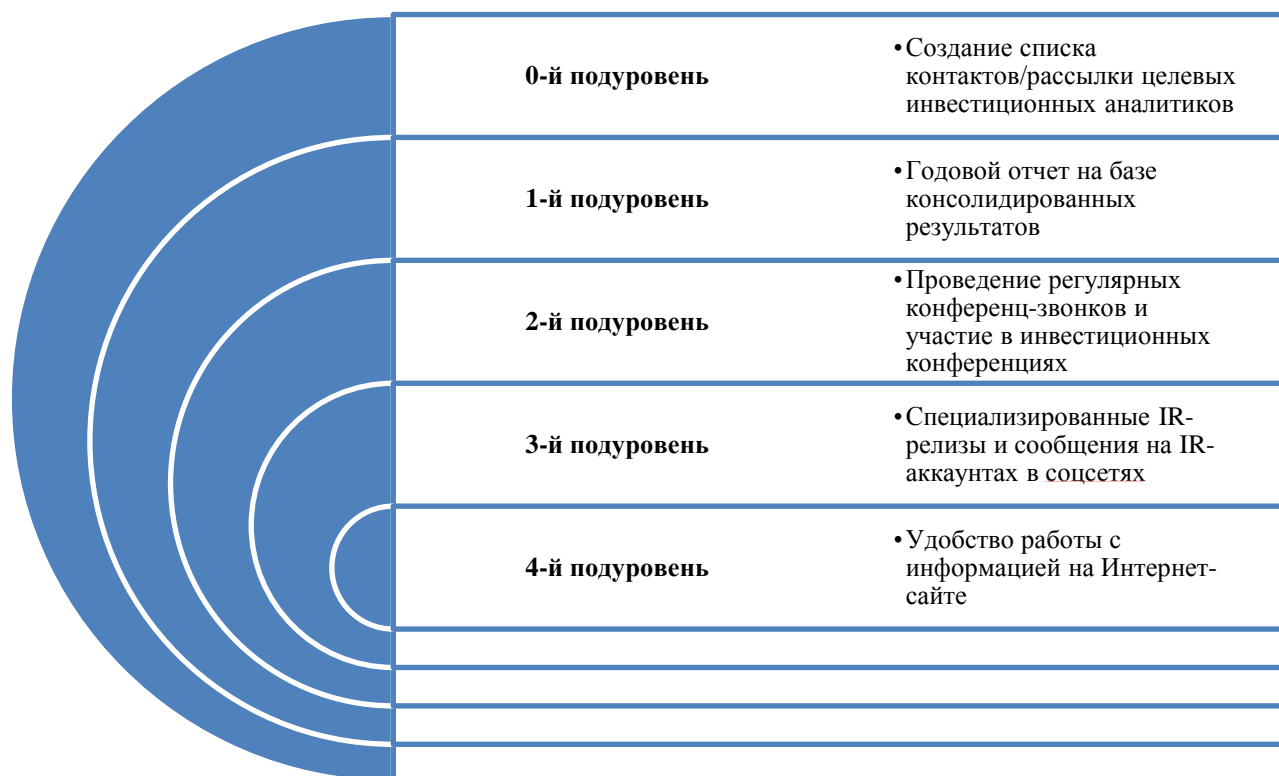 0-й подуровень
•Создание списка
контактов/рассылки целевых
инвестиционных аналитиков
1-й подуровень
•Годовой отчет на базе
консолидированных
результатов
2-й подуровень
•Проведение регулярных
конференц-звонков и
участие в инвестиционных
конференциях
3-й подуровень
•Специализированные IR-
релизы и сообщения на IR-
аккаунтах в соцсетях
4-й подуровень
•Удобство работы с
информацией на Интернет-
сайте